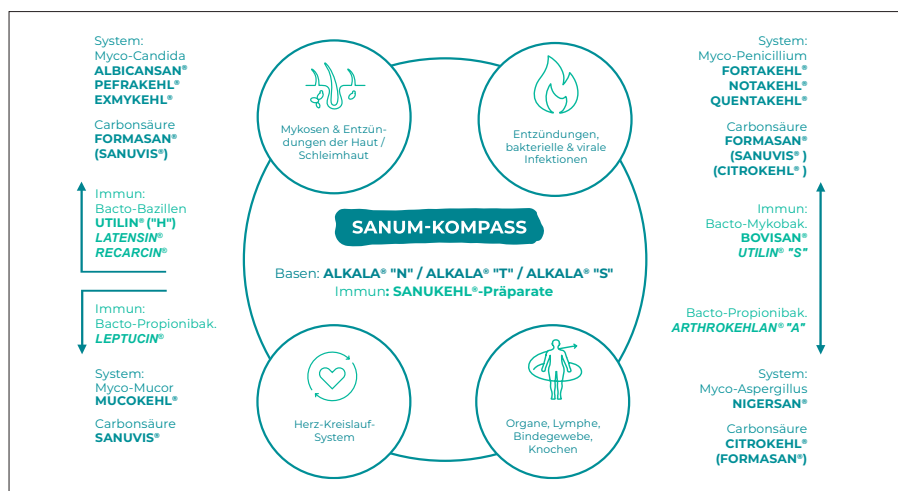 System:
Myco-Candida
ALBICANSAN®
PEFRAKEHL®
EXMYKEHL®
Carbonsäure
FORMASAN®
(SANUVIS®)
Immun:
Bacto-Bazillen
UTILIN® ("H")
LATENSIN®
RECARCIN®
Immun:
Bacto-Propionibak.
LEPTUCIN®
System:
Myco-Mucor
MUCOKEHL®
Carbonsäure
SANUVIS®
Mykosen & Entzün-
dungen der Haut /
Schleimhaut
Entzündungen,
bakterielle & virale
Infektionen
SANUM-KOMPASS
Basen: ALKALA® "N" / ALKALA® "T" / ALKALA® "S"
Immun: SANUKEHL®-Präparate
Herz-Kreislauf-
System
Organe, Lymphe,
Bindegewebe,
Knochen
System:
Myco-Penicillium
FORTAKEHL®
NOTAKEHL®
QUENTAKEHL®
Carbonsäure
FORMASAN®
(SANUVIS® )
(CITROKEHL® )
Immun:
Bacto-Mykobak.
BOVISAN®
UTILIN® "S"
Bacto-Propionibak.
ARTHROKEHLAN® "A"
System:
Myco-Aspergillus
NIGERSAN®
Carbonsäure
CITROKEHL®
(FORMASAN®)